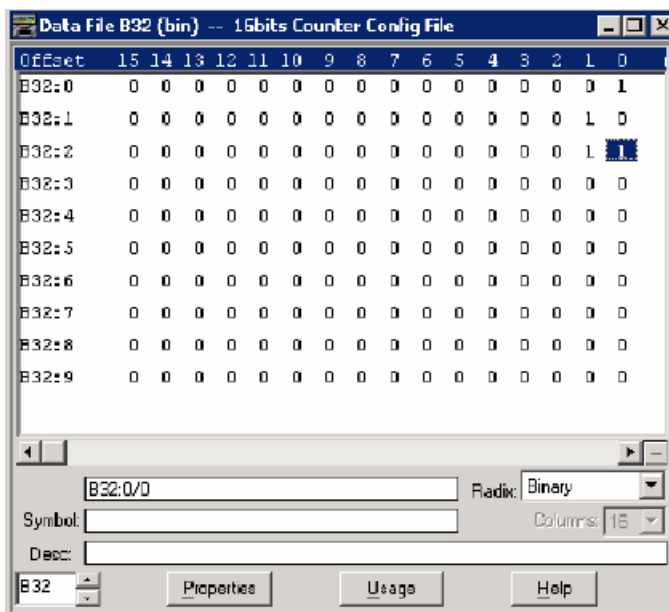 Data File B32 (bin) -- 16bits Counter Config File
Offset 15 14 13 12 11 10 9 8 7 6 5 4 3 2 1 0
B32:0 0 0 0 0 0 0 0 0 0 0 0 0 0 0 0 1
B32:1 0 0 0 0 0 0 0 0 0 0 0 0 0 0 1 0
B32:2 0 0 0 0 0 0 0 0 0 0 0 0 0 0 1 1
B32:3 0 0 0 0 0 0 0 0 0 0 0 0 0 0 0 0
B32:4 0 0 0 0 0 0 0 0 0 0 0 0 0 0 0 0
B32:5 0 0 0 0 0 0 0 0 0 0 0 0 0 0 0 0
B32:6 0 0 0 0 0 0 0 0 0 0 0 0 0 0 0 0
B32:7 0 0 0 0 0 0 0 0 0 0 0 0 0 0 0 0
B32:8 0 0 0 0 0 0 0 0 0 0 0 0 0 0 0 0
B32:9 0 0 0 0 0 0 0 0 0 0 0 0 0 0 0 0
B32:0/0 Radix: Binary
Symbol: Columns: 16
Desc:
B32 Properties Usage Help